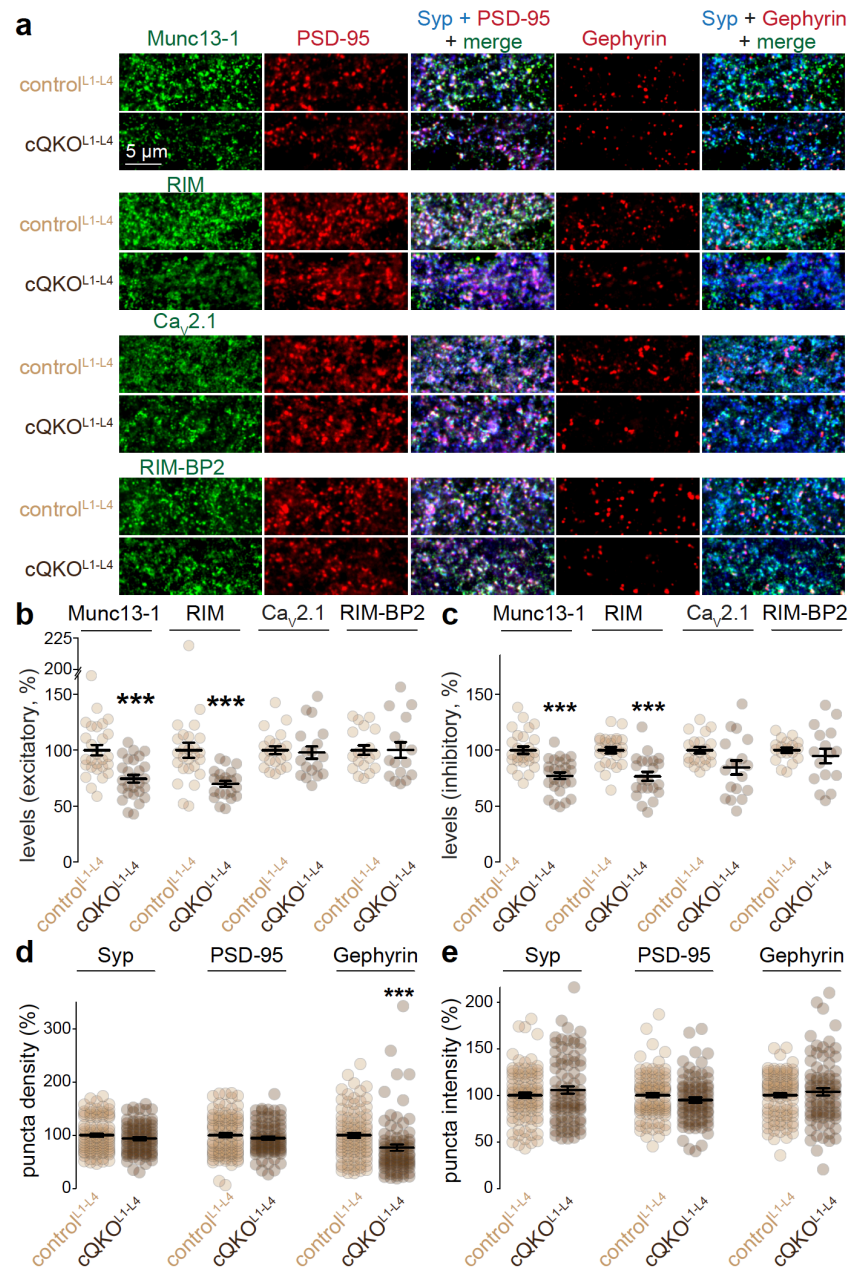 a
Munc13-1 PSD-95 Syp + PSD-95 + merge Gephyrin Syp + Gephyrin + merge
controlL1-L4
cQKOL1-L4
5 µm
RIM
controlL1-L4
cQKOL1-L4
CaV2.1
controlL1-L4
cQKOL1-L4
RIM-BP2
controlL1-L4
cQKOL1-L4
b
Munc13-1 RIM CaV2.1 RIM-BP2
levels (excitatory, %)
225
200
150
100
50
0
*** ***
controlL1-L4 cQKOL1-L4 controlL1-L4 cQKOL1-L4 controlL1-L4 cQKOL1-L4 controlL1-L4 cQKOL1-L4
c
Munc13-1 RIM CaV2.1 RIM-BP2
levels (inhibitory, %)
150
100
50
0
*** ***
controlL1-L4 cQKOL1-L4 controlL1-L4 cQKOL1-L4 controlL1-L4 cQKOL1-L4 controlL1-L4 cQKOL1-L4
d
Syp PSD-95 Gephyrin
puncta density (%)
300
200
100
0
***
controlL1-L4 cQKOL1-L4 controlL1-L4 cQKOL1-L4 controlL1-L4 cQKOL1-L4
e
Syp PSD-95 Gephyrin
puncta intensity (%)
200
150
100
50
0
controlL1-L4 cQKOL1-L4 controlL1-L4 cQKOL1-L4 controlL1-L4 cQKOL1-L4